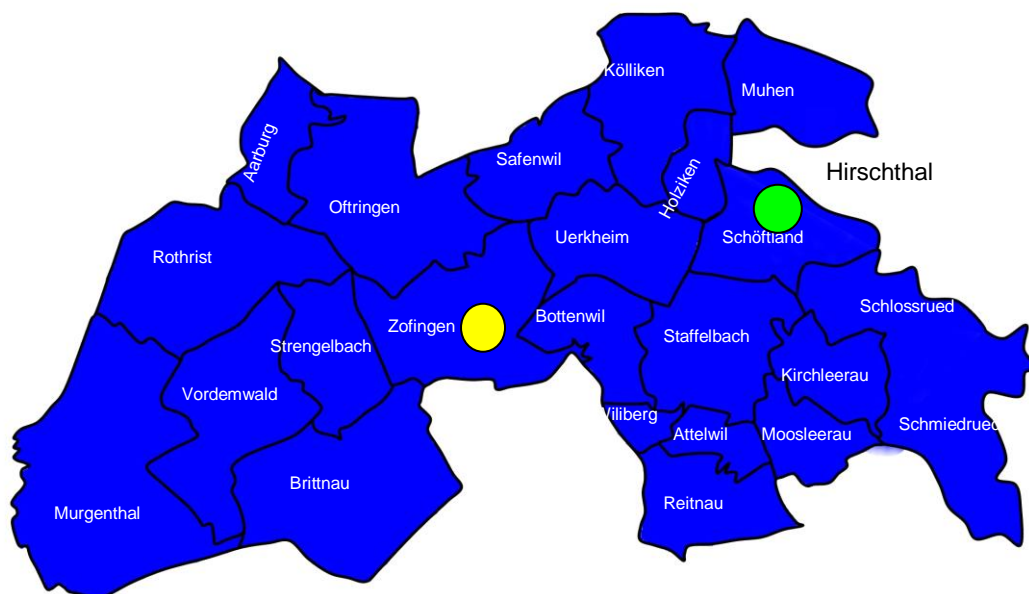 Kölliken
Muhen
Aarburg
Safenwil
Hirschthal
Holziken
Oftringen
Uerkheim
Schöftland
Rothrist
Schlossrued
Bottenwil
Zofingen
Staffelbach
Strengelbach
Kirchleerau
Vordemwald
Wiliberg
Schmiedrued
Attelwil
Moosleerau
Brittnau
Reitnau
Murgenthal